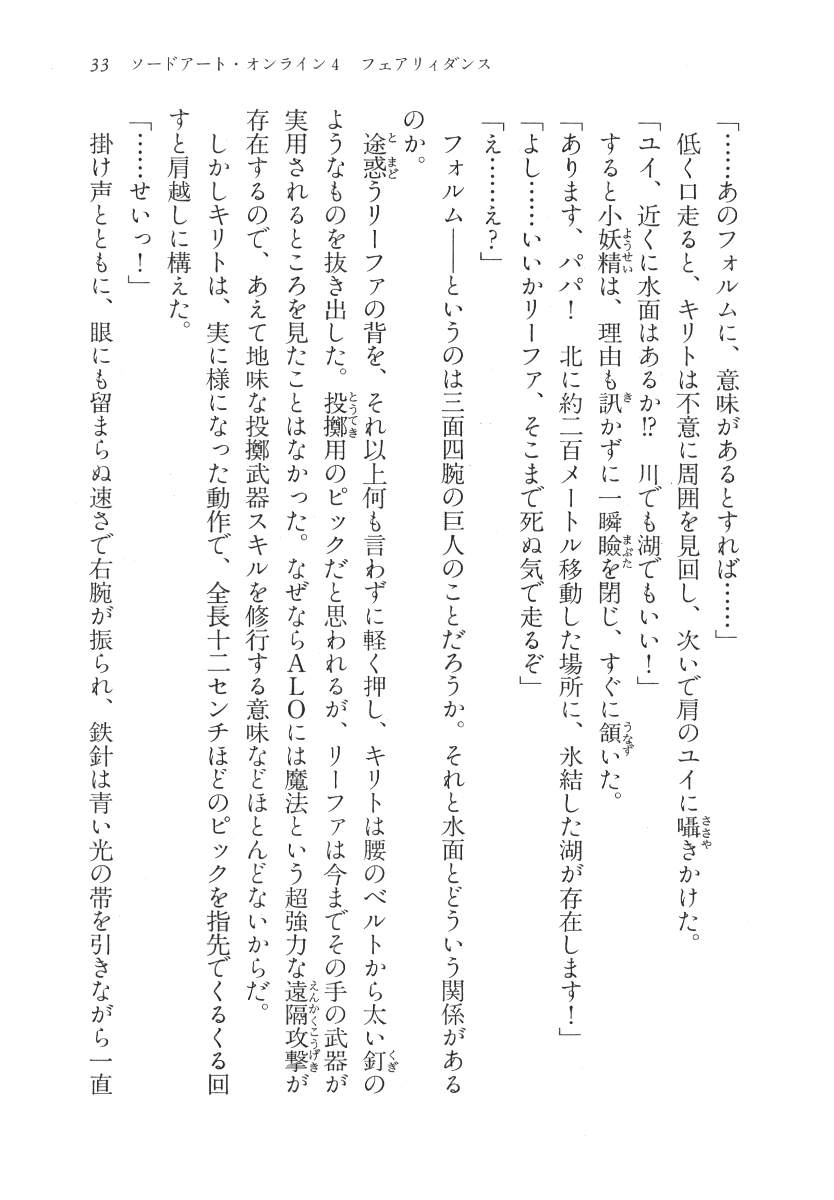 33　ソードアート・オンライン4　フェアリィダンス
「……あのフォルムに、意味があるとすれば……」
　低く口走ると、キリトは不意に周囲を見回し、次いで肩のユイに囁きかけた。
「ユイ、近くに水面はあるか!?　川でも湖でもいい！」
　すると小妖精は、理由も訊かずに一瞬瞼を閉じ、すぐに頷いた。
「あります、パパ！　北に約二百メートル移動した場所に、氷結した湖が存在します！」
「よし……いいかリーファ、そこまで死ぬ気で走るぞ」
「え……え？」
　フォルム――というのは三面四腕の巨人のことだろうか。それと水面とどういう関係がある
のか。
　途惑うリーファの背を、それ以上何も言わずに軽く押し、キリトは腰のベルトから太い釘の
ようなものを抜き出した。投擲用のピックだと思われるが、リーファは今までその手の武器が
実用されるところを見たことはなかった。なぜならＡＬＯには魔法という超強力な遠隔攻撃が
存在するので、あえて地味な投擲武器スキルを修行する意味などほとんどないからだ。
　しかしキリトは、実に様になった動作で、全長十二センチほどのピックを指先でくるくる回
すと肩越しに構えた。
「……せいっ！」
　掛け声とともに、眼にも留まらぬ速さで右腕が振られ、鉄針は青い光の帯を引きながら一直